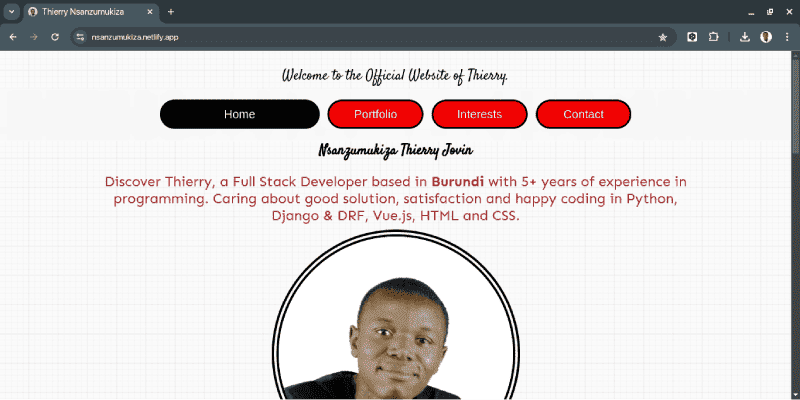 Thierry Nsanzumukiza
nsanzumukiza.netlify.app
Welcome to the Official Website of Thierry.
Home Portfolio Interests Contact
Nsanzumukiza Thierry Jovin
Discover Thierry, a Full Stack Developer based in Burundi with 5+ years of experience in
programming. Caring about good solution, satisfaction and happy coding in Python,
Django & DRF, Vue.js, HTML and CSS.